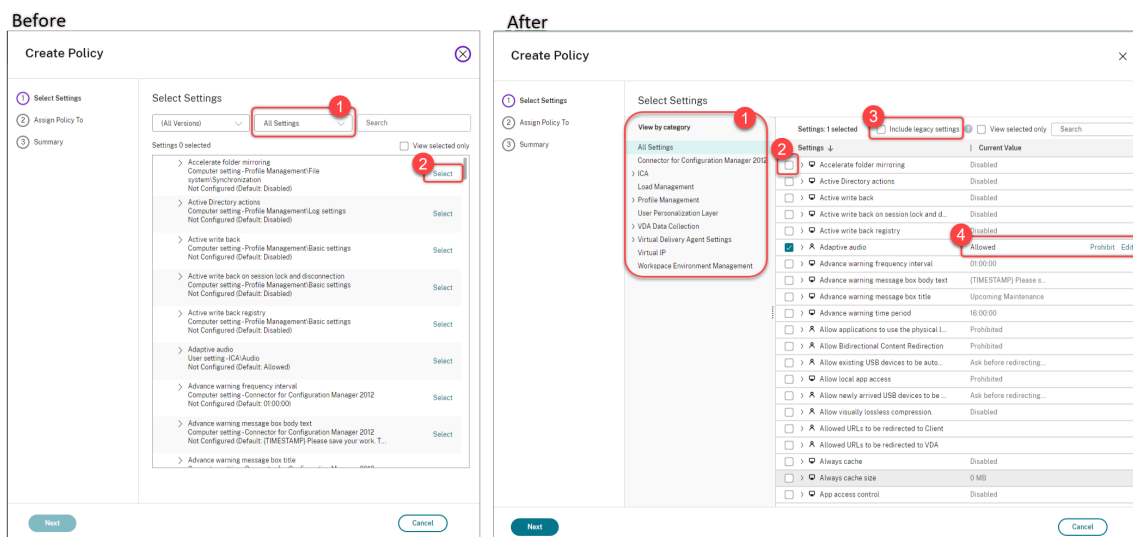 Before
Create Policy
1 Select Settings
2 Assign Policy To
3 Summary
Select Settings
1
(All Versions)
All Settings
Search
Settings 0 selected
View selected only
2
Accelerate folder mirroring
Computer setting - Profile Management\File
system\Synchronization
Not Configured (Default: Disabled)
Select
Active Directory actions
Computer setting - Profile Management\Log settings
Not Configured (Default: Disabled)
Select
Active write back
Computer setting - Profile Management\Basic settings
Not Configured (Default: Disabled)
Select
Active write back on session lock and disconnection
Computer setting - Profile Management\Basic settings
Not Configured (Default: Disabled)
Select
Active write back registry
Computer setting - Profile Management\Basic settings
Not Configured (Default: Disabled)
Select
Adaptive audio
User setting - ICA\Audio
Not Configured (Default: Allowed)
Select
Advance warning frequency interval
Computer setting - Connector for Configuration Manager 2012
Not Configured (Default: 01:00:00)
Select
Advance warning message box body text
Computer setting - Connector for Configuration Manager 2012
Not Configured (Default: {TIMESTAMP} Please save your work. T...
Select
Advance warning message box title
Next
Cancel
After
Create Policy
1 Select Settings
2 Assign Policy To
3 Summary
Select Settings
1
View by category
All Settings
Connector for Configuration Manager 2012
ICA
Load Management
Profile Management
User Personalization Layer
VDA Data Collection
Virtual Delivery Agent Settings
Virtual IP
Workspace Environment Management
3
Settings: 1 selected
Include legacy settings
View selected only
Search
2
Settings ↓
Current Value
Accelerate folder mirroring Disabled
Active Directory actions Disabled
Active write back Disabled
Active write back on session lock and d... Disabled
Active write back registry Disabled
4
Adaptive audio Allowed Prohibit Edit
Advance warning frequency interval 01:00:00
Advance warning message box body text {TIMESTAMP} Please s...
Advance warning message box title Upcoming Maintenance
Advance warning time period 16:00:00
Allow applications to use the physical l... Prohibited
Allow Bidirectional Content Redirection Prohibited
Allow existing USB devices to be auto... Ask before redirecting...
Allow local app access Prohibited
Allow newly arrived USB devices to be ... Ask before redirecting...
Allow visually lossless compression. Disabled
Allowed URLs to be redirected to Client
Allowed URLs to be redirected to VDA
Always cache Disabled
Always cache size 0 MB
App access control Disabled
Next
Cancel